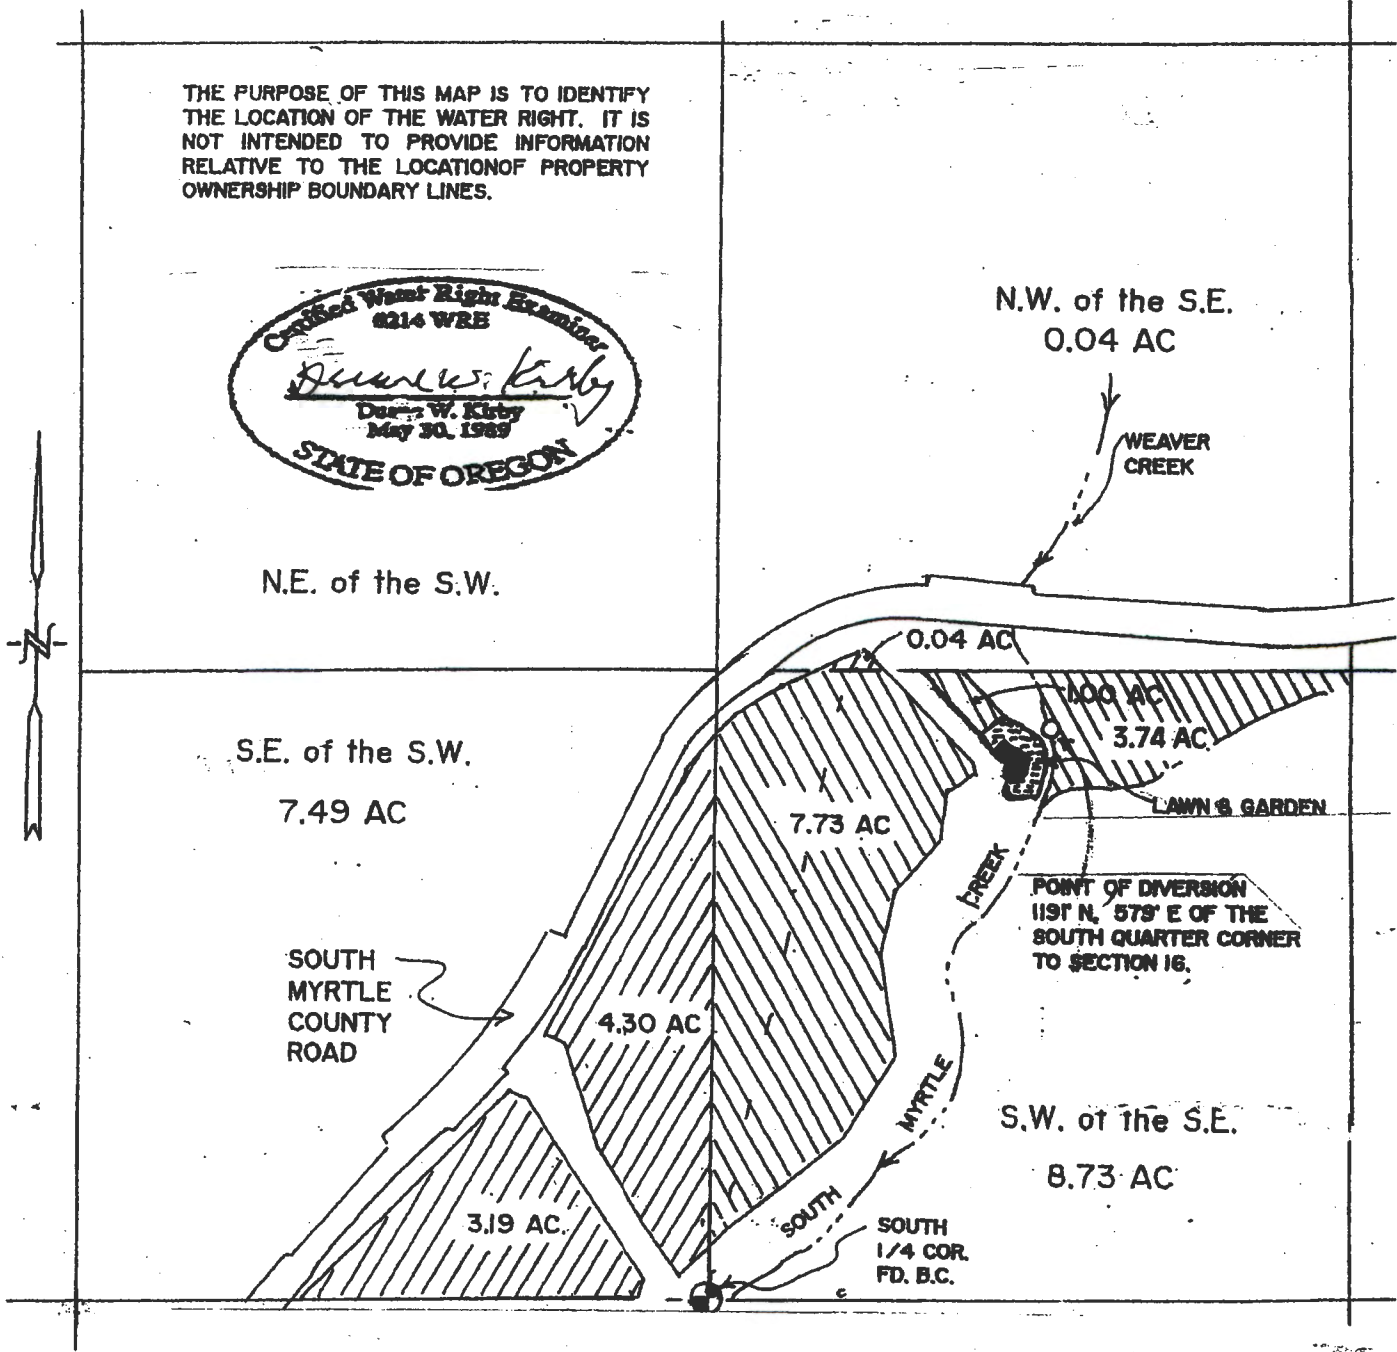 THE PURPOSE OF THIS MAP IS TO IDENTIFY
THE LOCATION OF THE WATER RIGHT. IT IS
NOT INTENDED TO PROVIDE INFORMATION
RELATIVE TO THE LOCATIONOF PROPERTY
OWNERSHIP BOUNDARY LINES.
Certified Water Right Examiner
6214 WRE
Duane W. Kirby
Duane W. Kirby
May 30, 1989
STATE OF OREGON
N.W. of the S.E.
0.04 AC
WEAVER
CREEK
N
N.E. of the S.W.
0.04 AC
1.00 AC
3.74 AC
S.E. of the S.W.
7.49 AC
7.73 AC
LAWN & GARDEN
CREEK
POINT OF DIVERSION
1191' N, 579' E OF THE
SOUTH QUARTER CORNER
TO SECTION 16.
SOUTH
MYRTLE
COUNTY
ROAD
4.30 AC
MYRTLE
S.W. of the S.E.
8.73 AC
3.19 AC.
SOUTH
SOUTH
1/4 COR.
FD. B.C.